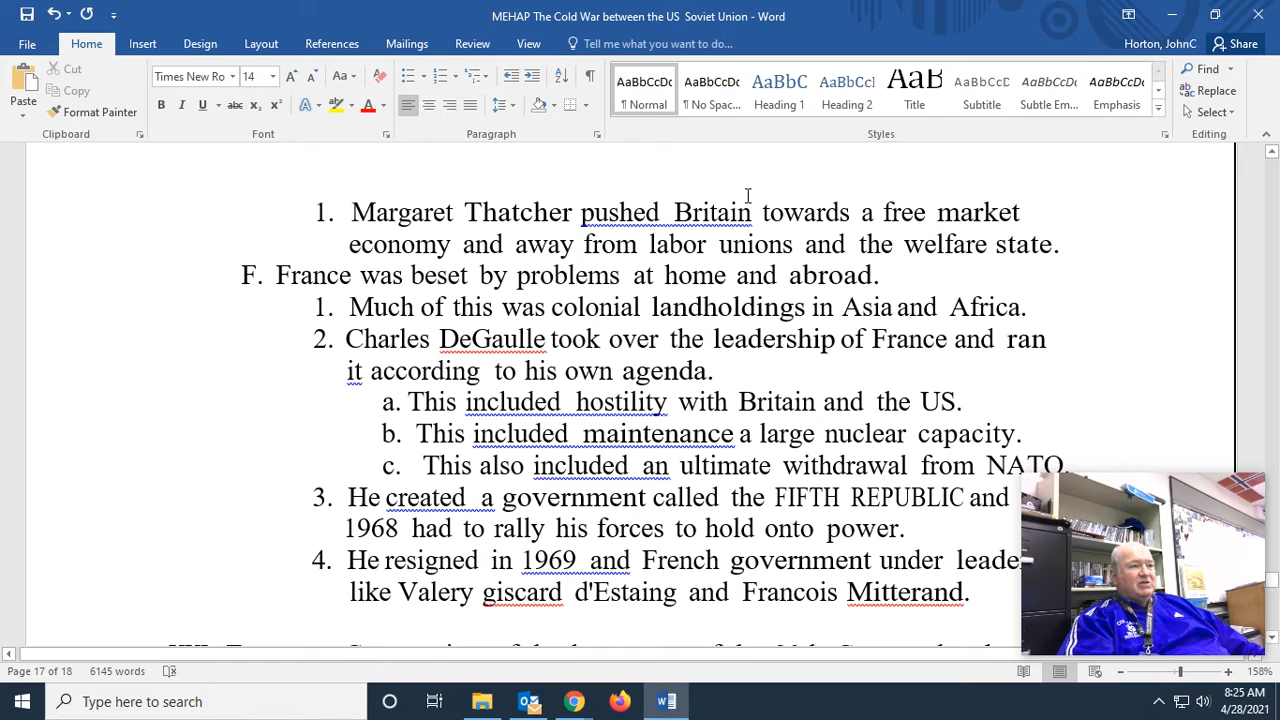 MEHAP The Cold War between the US Soviet Union - Word
File Home Insert Design Layout References Mailings Review View Tell me what you want to do... Horton, JohnC Share
Paste Cut Copy Format Painter Clipboard
Times New Ro 14 Font
Paragraph
AaBbCcDc AaBbCcDc AaBbC AaBbCcl AaB AaBbCcDc AaBbCcDc AaBbCcDc
¶ Normal ¶ No Spac... Heading 1 Heading 2 Title Subtitle Subtle Em... Emphasis
Styles
Find Replace Select Editing
1. Margaret Thatcher pushed Britain towards a free market
economy and away from labor unions and the welfare state.
F. France was beset by problems at home and abroad.
1. Much of this was colonial landholdings in Asia and Africa.
2. Charles DeGaulle took over the leadership of France and ran
it according to his own agenda.
a. This included hostility with Britain and the US.
b. This included maintenance a large nuclear capacity.
c. This also included an ultimate withdrawal from NATO.
3. He created a government called the FIFTH REPUBLIC and
1968 had to rally his forces to hold onto power.
4. He resigned in 1969 and French government under leade
like Valery giscard d'Estaing and Francois Mitterand.
Page 17 of 18 6145 words 158%
Type here to search
8:25 AM
4/28/2021